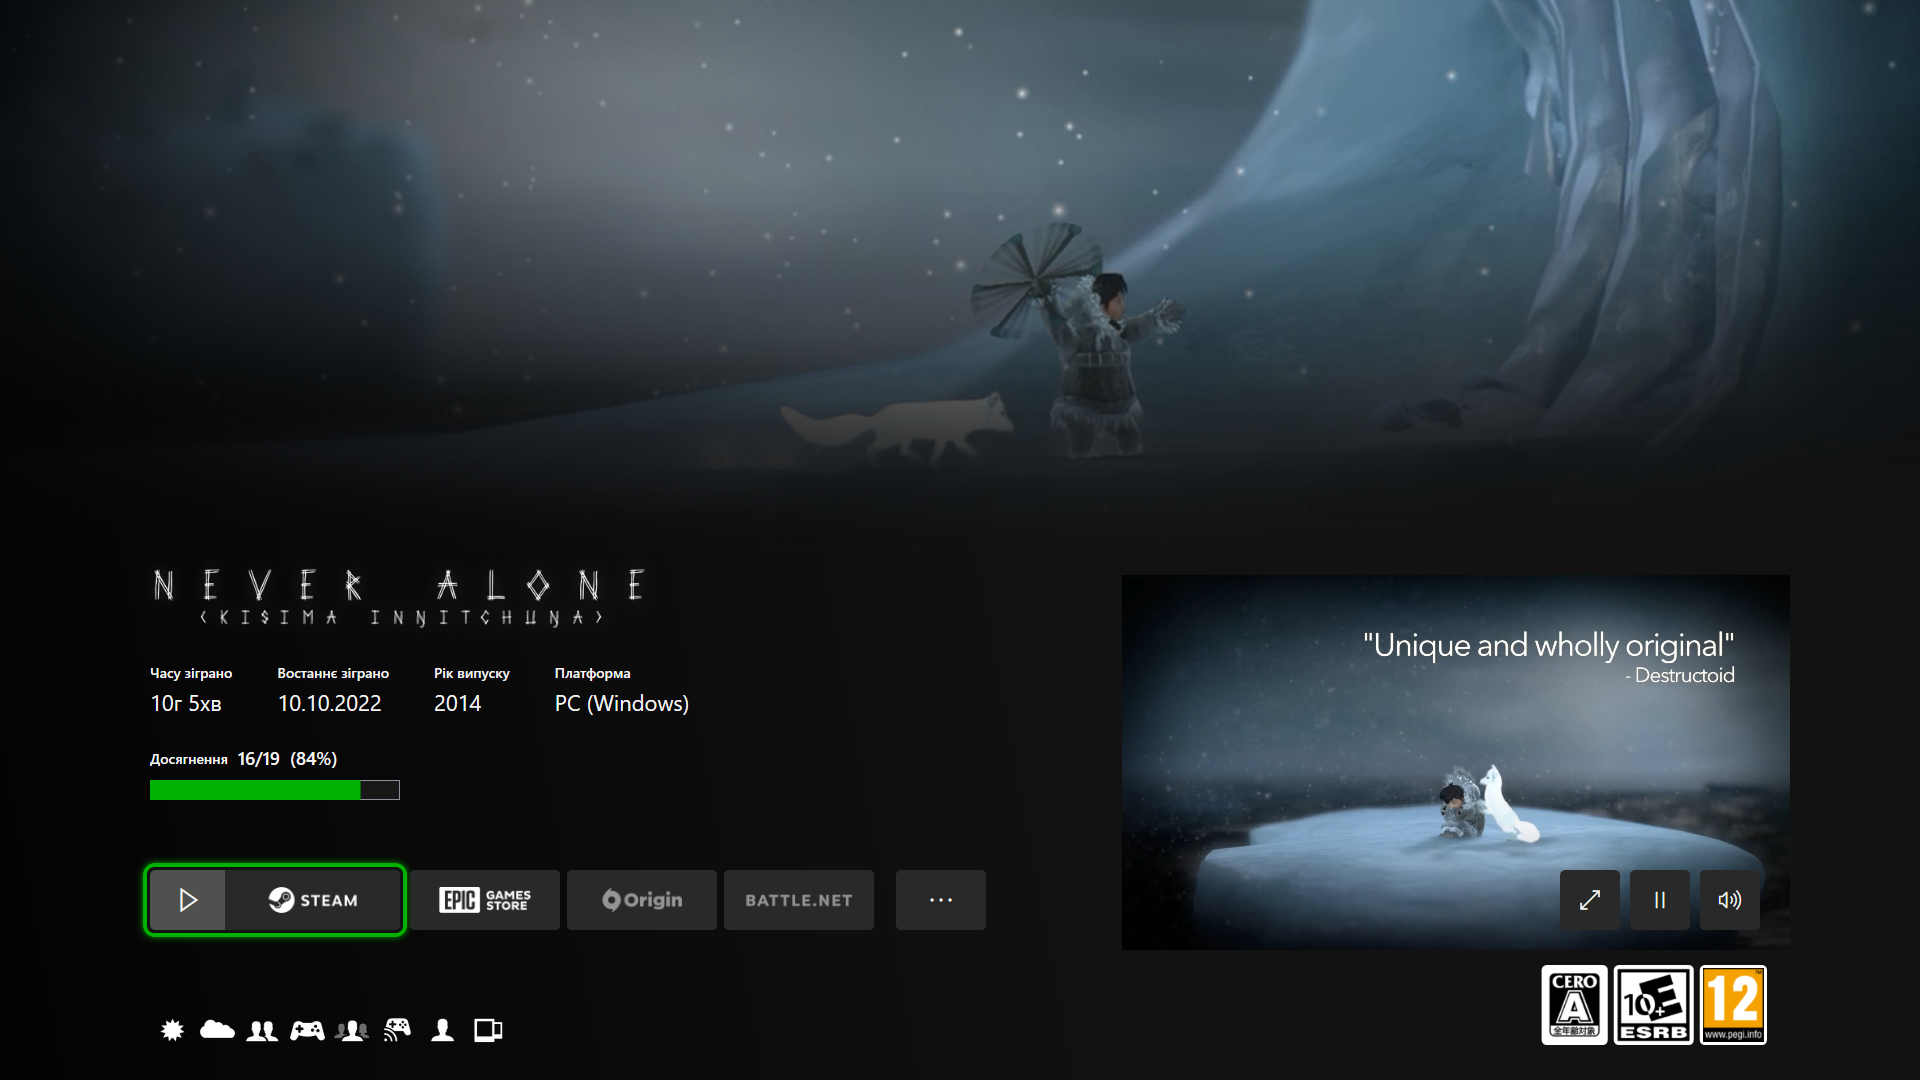 NEVER ALONE
(KISIMA INŊITCHUŊA)
Часу зіграно
10г 5хв
Востаннє зіграно
10.10.2022
Рік випуску
2014
Платформа
PC (Windows)
Досягнення 16/19 (84%)
STEAM
EPIC GAMES STORE
Origin
BATTLE.NET
"Unique and wholly original"
- Destructoid
CERO
A
全年齢対象
E
10+
ESRB
12
www.pegi.info